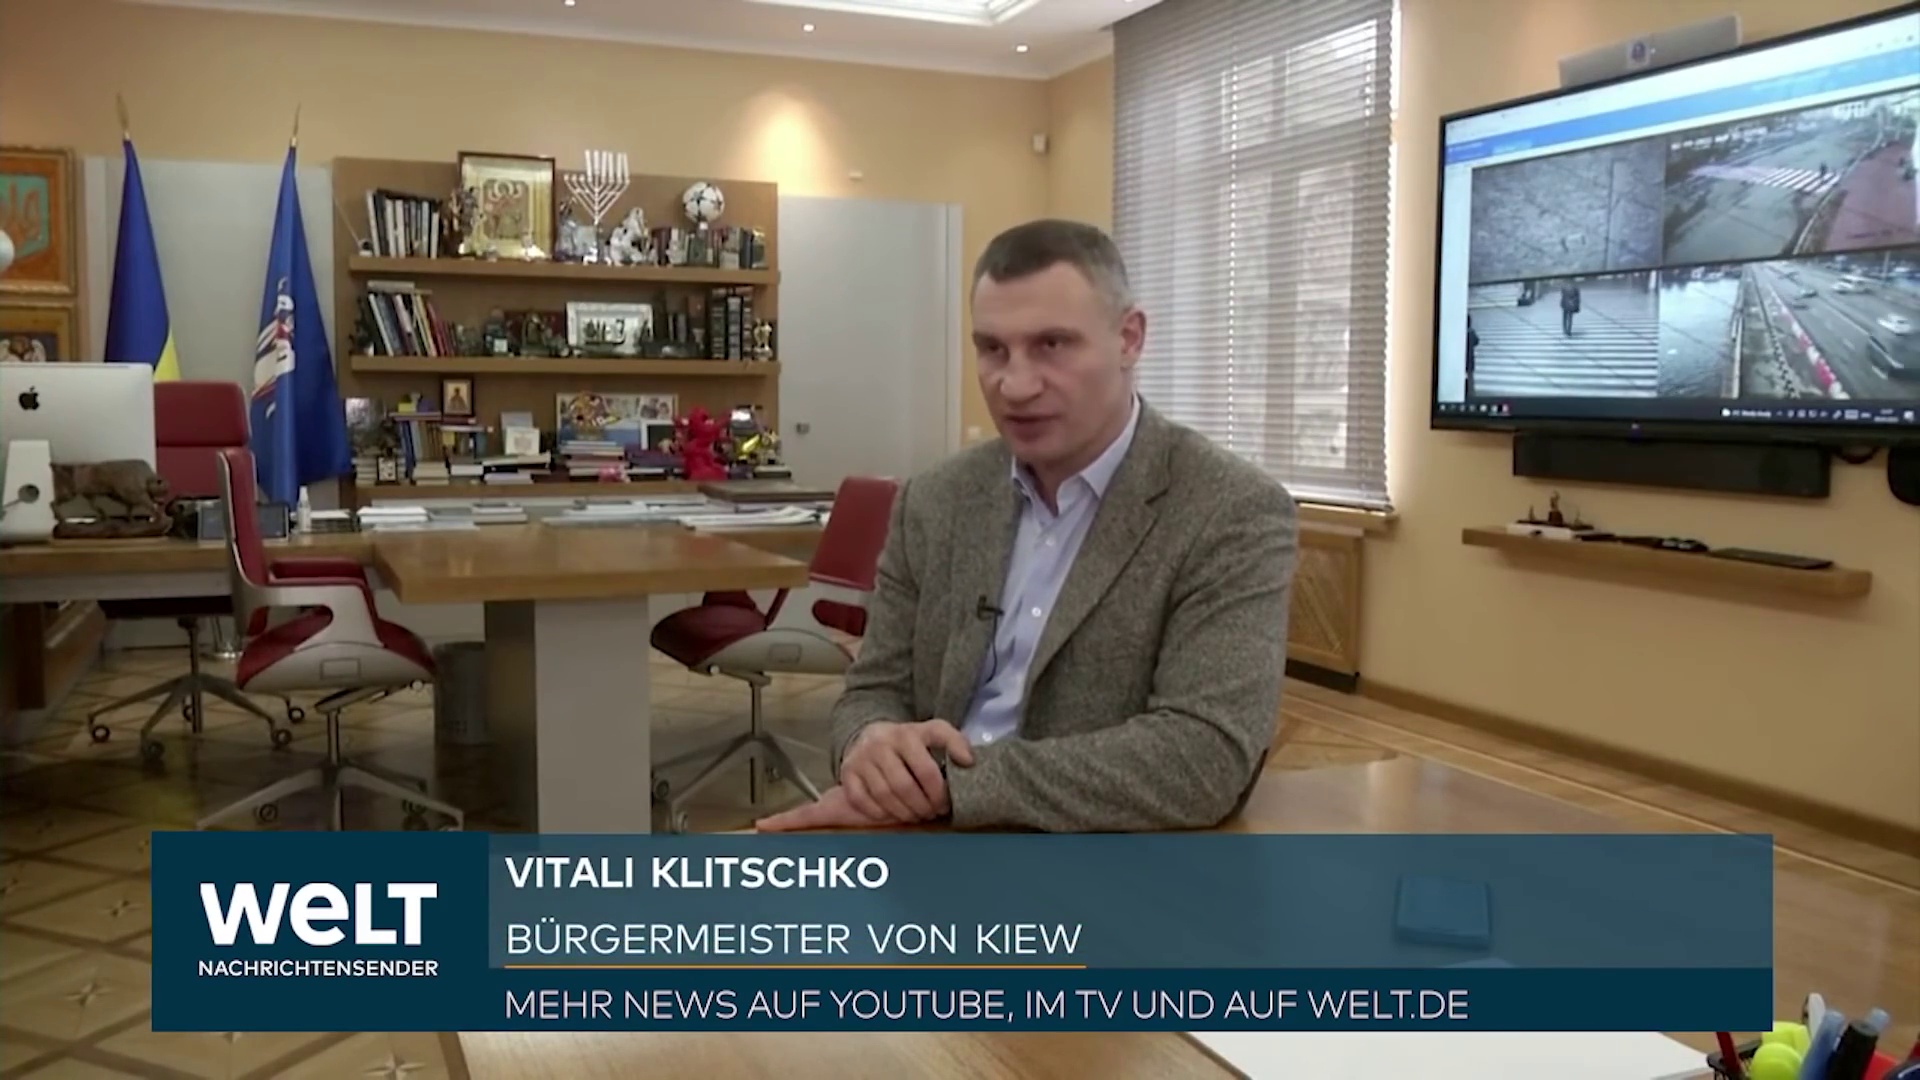 VITALI KLITSCHKO
BÜRGERMEISTER VON KIEW
WELT
NACHRICHTENSENDER
MEHR NEWS AUF YOUTUBE, IM TV UND AUF WELT.DE